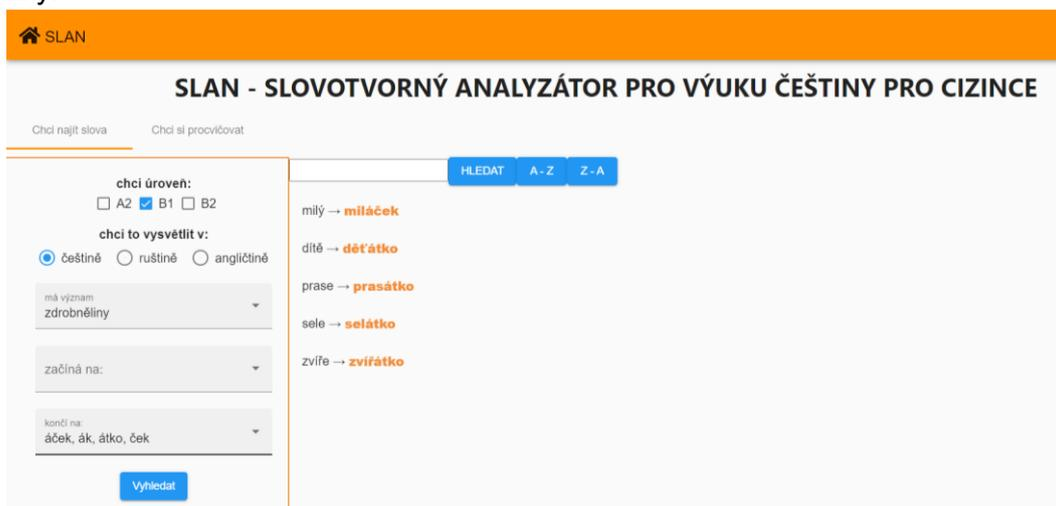 SLAN
SLAN - SLOVOTVORNÝ ANALYZÁTOR PRO VÝUKU ČEŠTINY PRO CIZINCE
Chci najít slova Chci si procvičovat
chci úroveň:
A2 B1 B2
chci to vysvětlit v:
češtině ruštině angličtině
má význam
zdrobněliny
začíná na:
končí na:
áček, ák, átko, ček
Vyhledat
HLEDAT A - Z Z - A
milý → miláček
dítě → děťátko
prase → prasátko
sele → selátko
zvíře → zvířátko